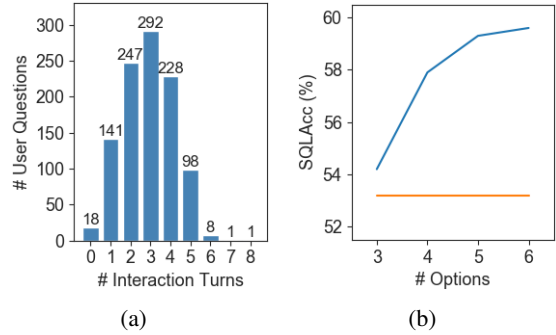 300
250
200
150
100
50
0
# User Questions
18
141
247
292
228
98
8
1
1
0 1 2 3 4 5 6 7 8
# Interaction Turns
(a)
60
58
56
54
52
SQLAcc (%)
3 4 5 6
# Options
(b)